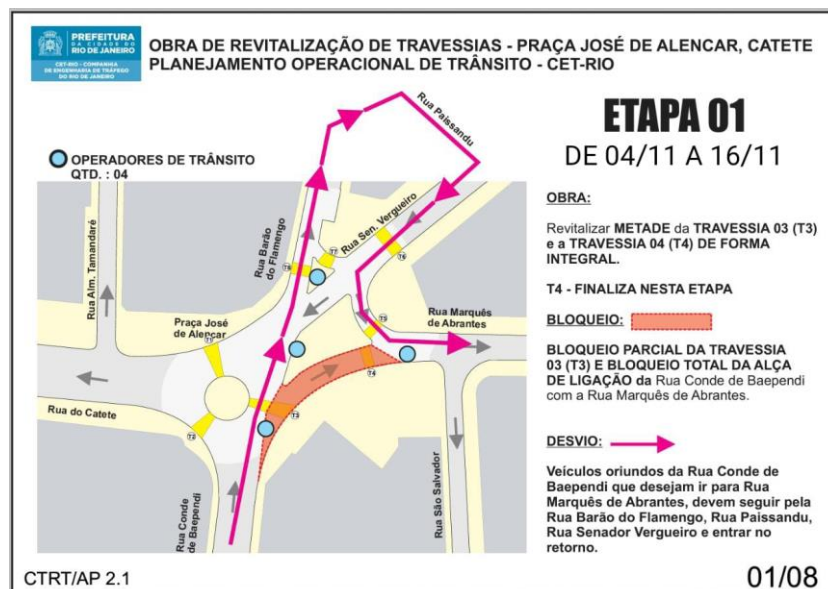 PREFEITURA
DA CIDADE DO
RIO DE JANEIRO
CET-RIO - COMPANHIA
DE ENGENHARIA DE TRÁFEGO
DO RIO DE JANEIRO
OBRA DE REVITALIZAÇÃO DE TRAVESSIAS - PRAÇA JOSÉ DE ALENCAR, CATETE
PLANEJAMENTO OPERACIONAL DE TRÂNSITO - CET-RIO
OPERADORES DE TRÂNSITO
QTD. : 04
Rua Paissandu
Rua Barão
do Flamengo
Rua Sen. Vergueiro
Rua Alm. Tamandaré
Praça José
de Alencar
Rua Marquês
de Abrantes
Rua do Catete
Rua Conde
de Baependi
Rua São Salvador
T8
T7
T6
T1
T5
T4
T3
T2
ETAPA 01
DE 04/11 A 16/11
OBRA:
Revitalizar METADE da TRAVESSIA 03 (T3)
e a TRAVESSIA 04 (T4) DE FORMA
INTEGRAL.
T4 - FINALIZA NESTA ETAPA
BLOQUEIO:
BLOQUEIO PARCIAL DA TRAVESSIA
03 (T3) E BLOQUEIO TOTAL DA ALÇA
DE LIGAÇÃO da Rua Conde de Baependi
com a Rua Marquês de Abrantes.
DESVIO:
Veículos oriundos da Rua Conde de
Baependi que desejam ir para Rua
Marquês de Abrantes, devem seguir pela
Rua Barão do Flamengo, Rua Paissandu,
Rua Senador Vergueiro e entrar no
retorno.
CTRT/AP 2.1
01/08